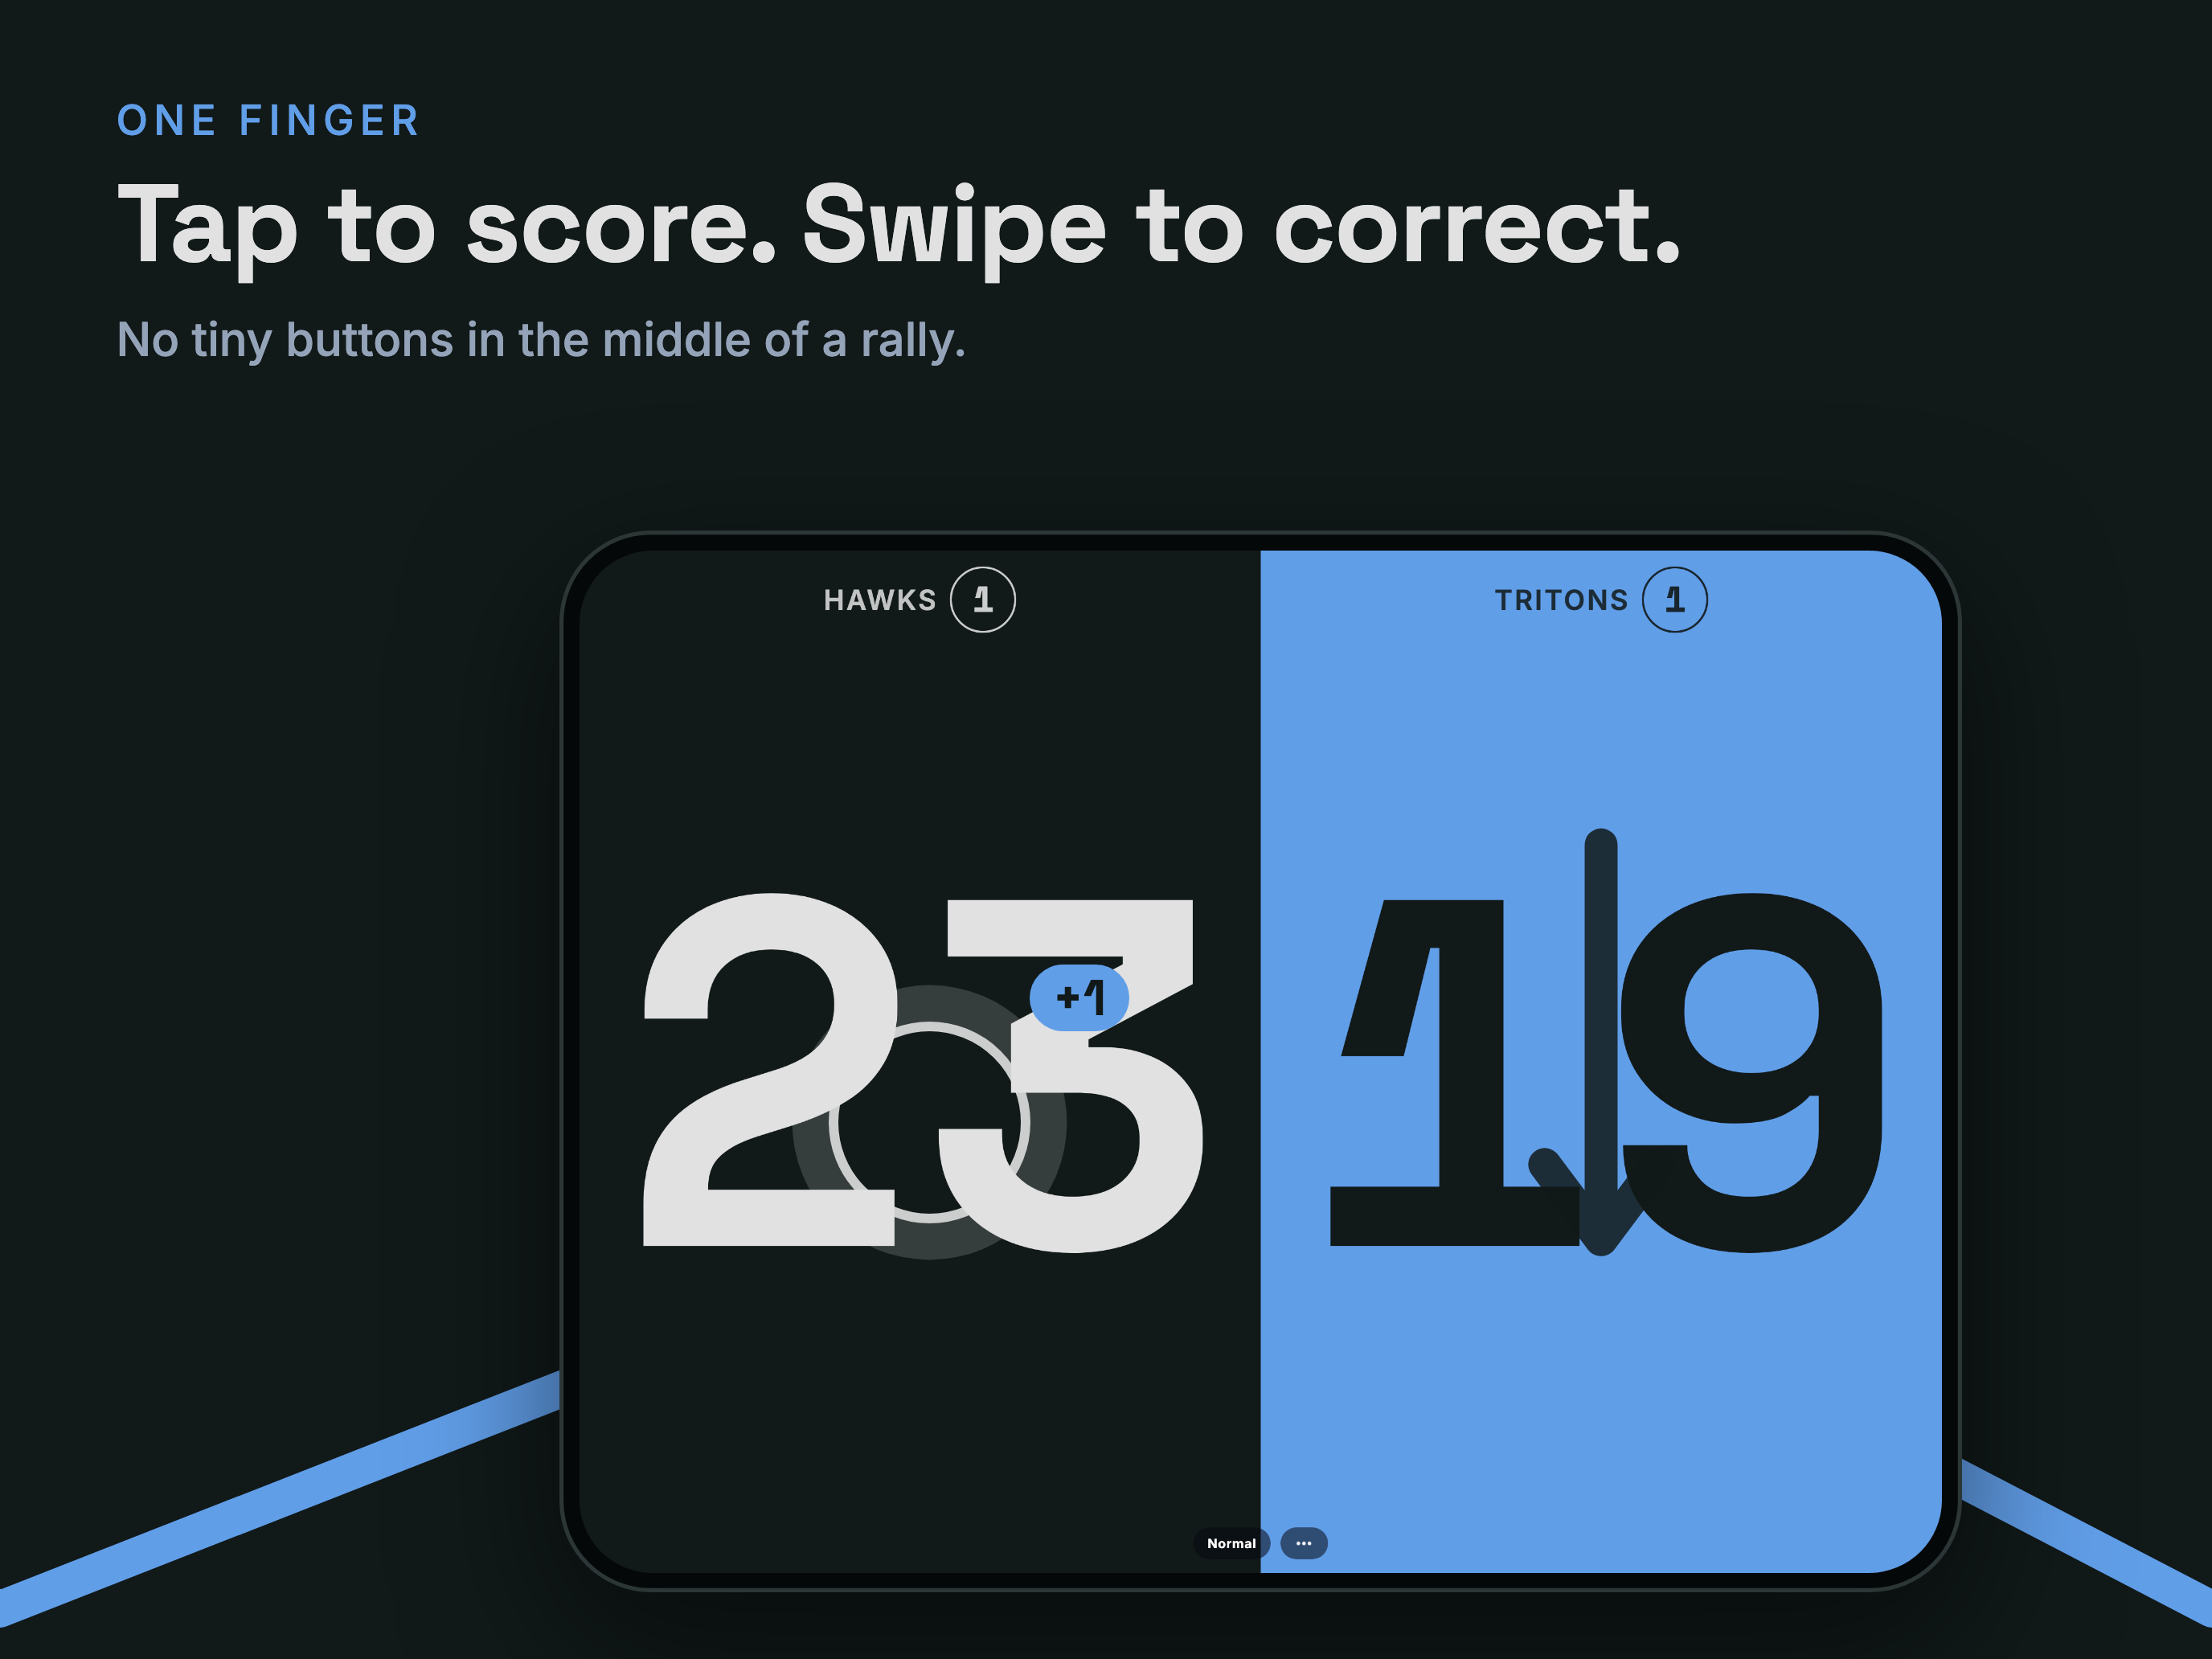 ONE FINGER
Tap to score. Swipe to correct.
No tiny buttons in the middle of a rally.
HAWKS 1
TRITONS 1
23
+1
19
Normal